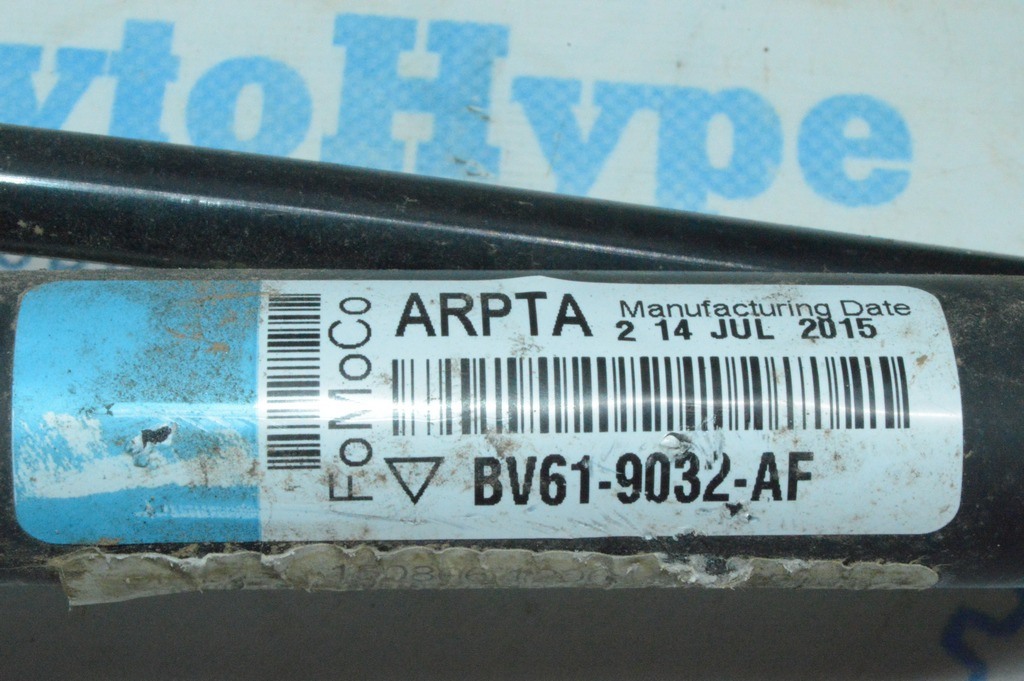 vtoHype
FoMoCo
ARPTA
Manufacturing Date
2 14 JUL 2015
BV61-9032-AF